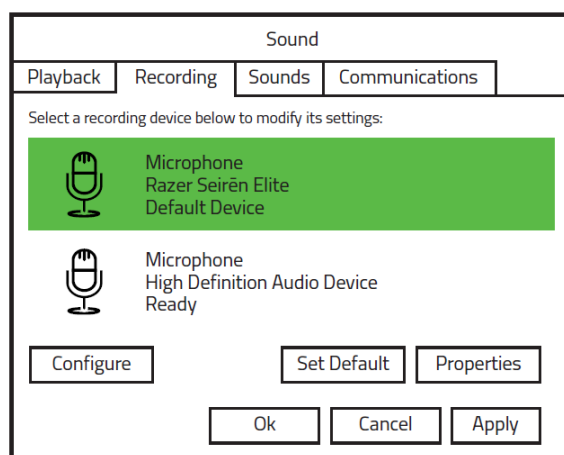 Sound
Playback Recording Sounds Communications
Select a recording device below to modify its settings:
Microphone
Razer Seirēn Elite
Default Device
Microphone
High Definition Audio Device
Ready
Configure Set Default Properties
Ok Cancel Apply